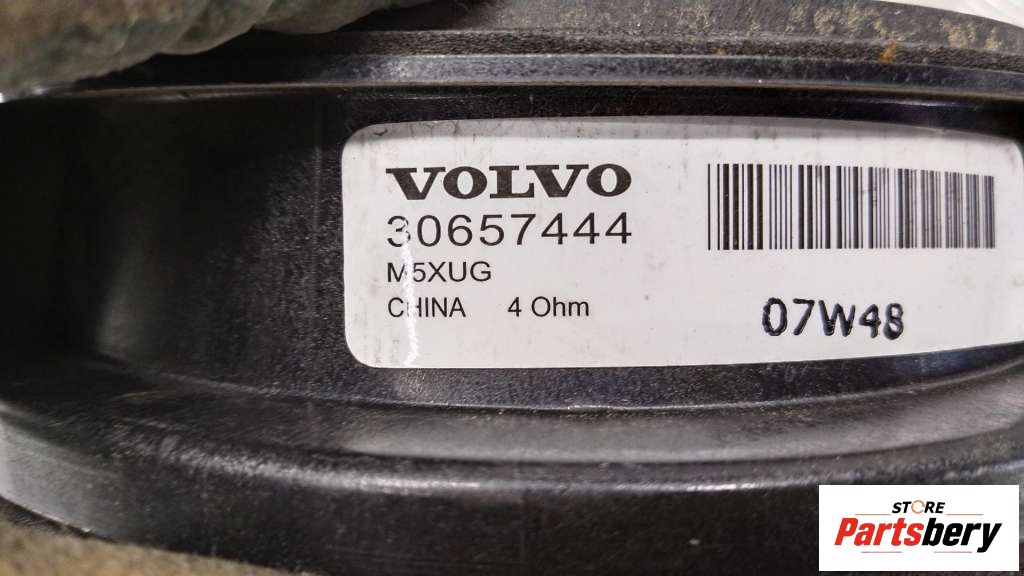 VOLVO
30657444
M5XUG
CHINA 4 Ohm
07W48
STORE
Partsbery